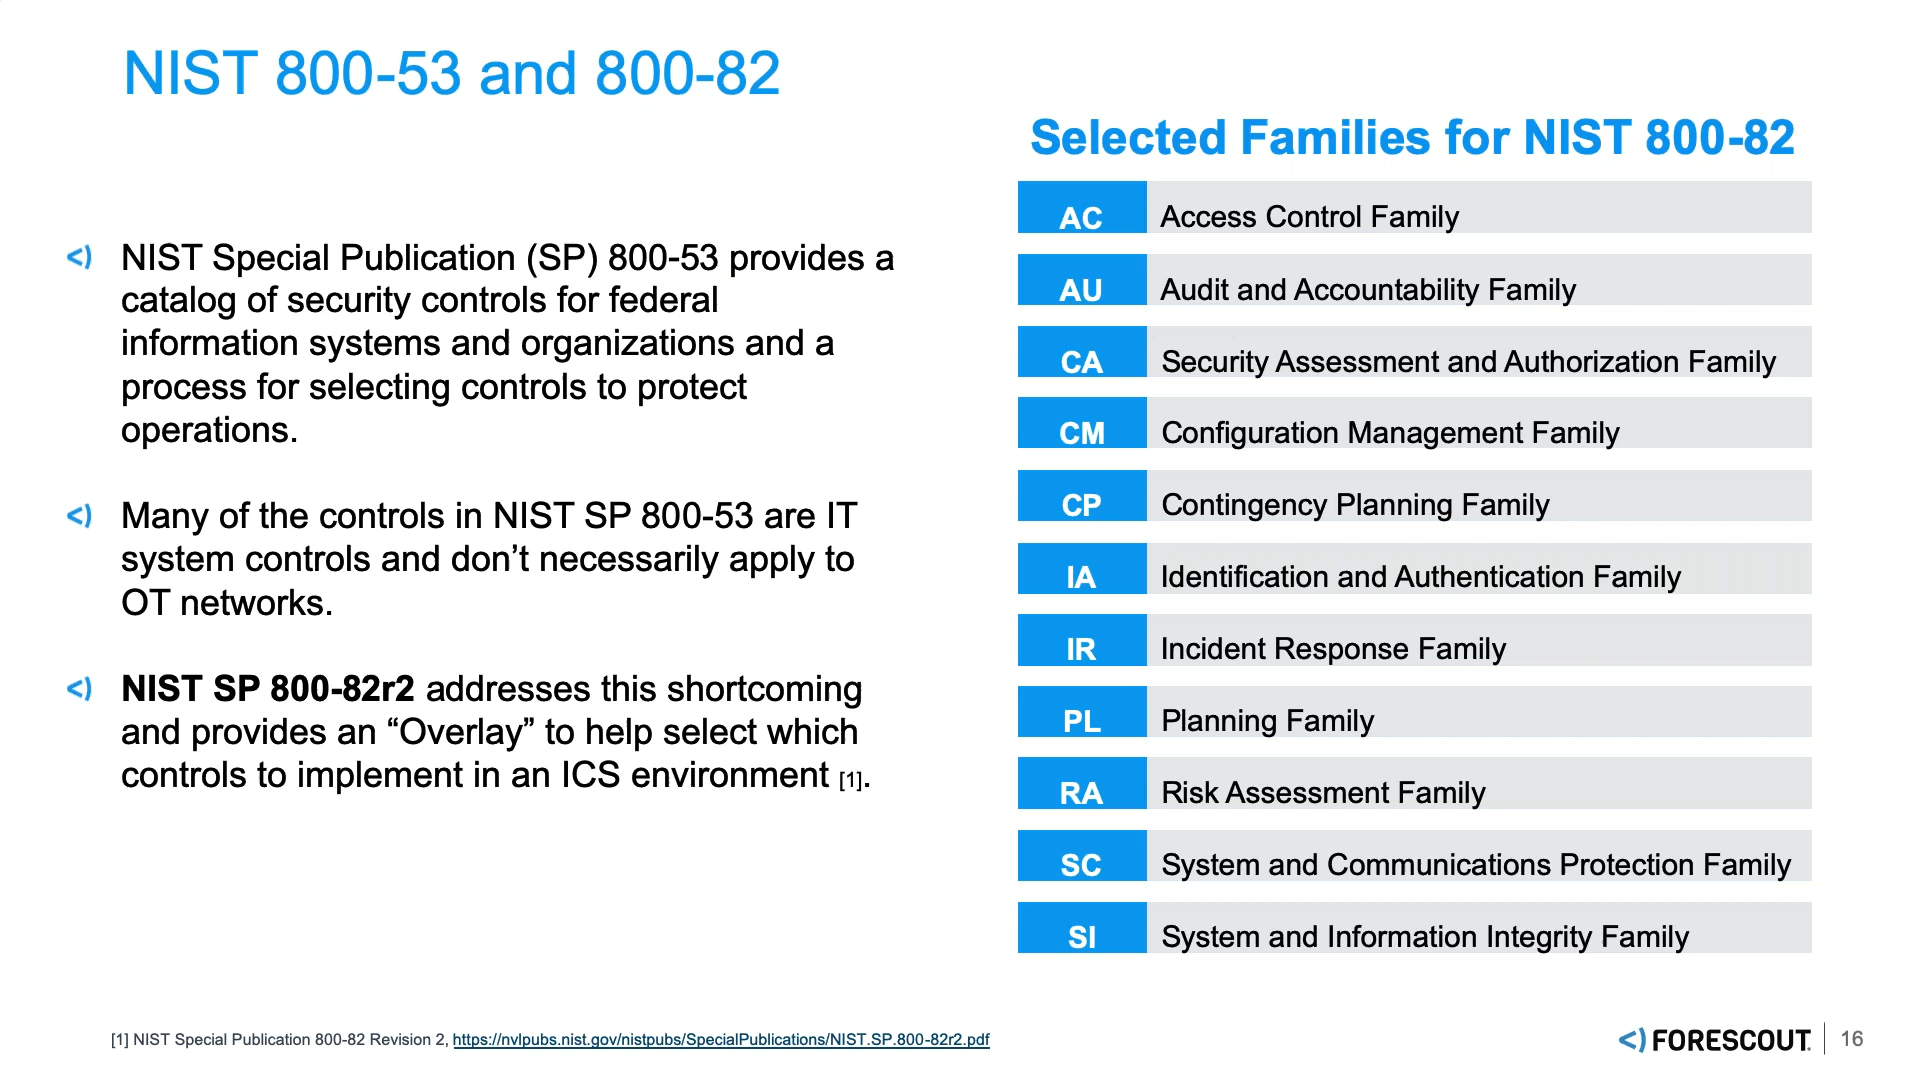 NIST 800-53 and 800-82
NIST Special Publication (SP) 800-53 provides a
catalog of security controls for federal
information systems and organizations and a
process for selecting controls to protect
operations.
Many of the controls in NIST SP 800-53 are IT
system controls and don’t necessarily apply to
OT networks.
NIST SP 800-82r2 addresses this shortcoming
and provides an “Overlay” to help select which
controls to implement in an ICS environment [1].
Selected Families for NIST 800-82
AC Access Control Family
AU Audit and Accountability Family
CA Security Assessment and Authorization Family
CM Configuration Management Family
CP Contingency Planning Family
IA Identification and Authentication Family
IR Incident Response Family
PL Planning Family
RA Risk Assessment Family
SC System and Communications Protection Family
SI System and Information Integrity Family
[1] NIST Special Publication 800-82 Revision 2, https://nvlpubs.nist.gov/nistpubs/SpecialPublications/NIST.SP.800-82r2.pdf
<) FORESCOUT. 16